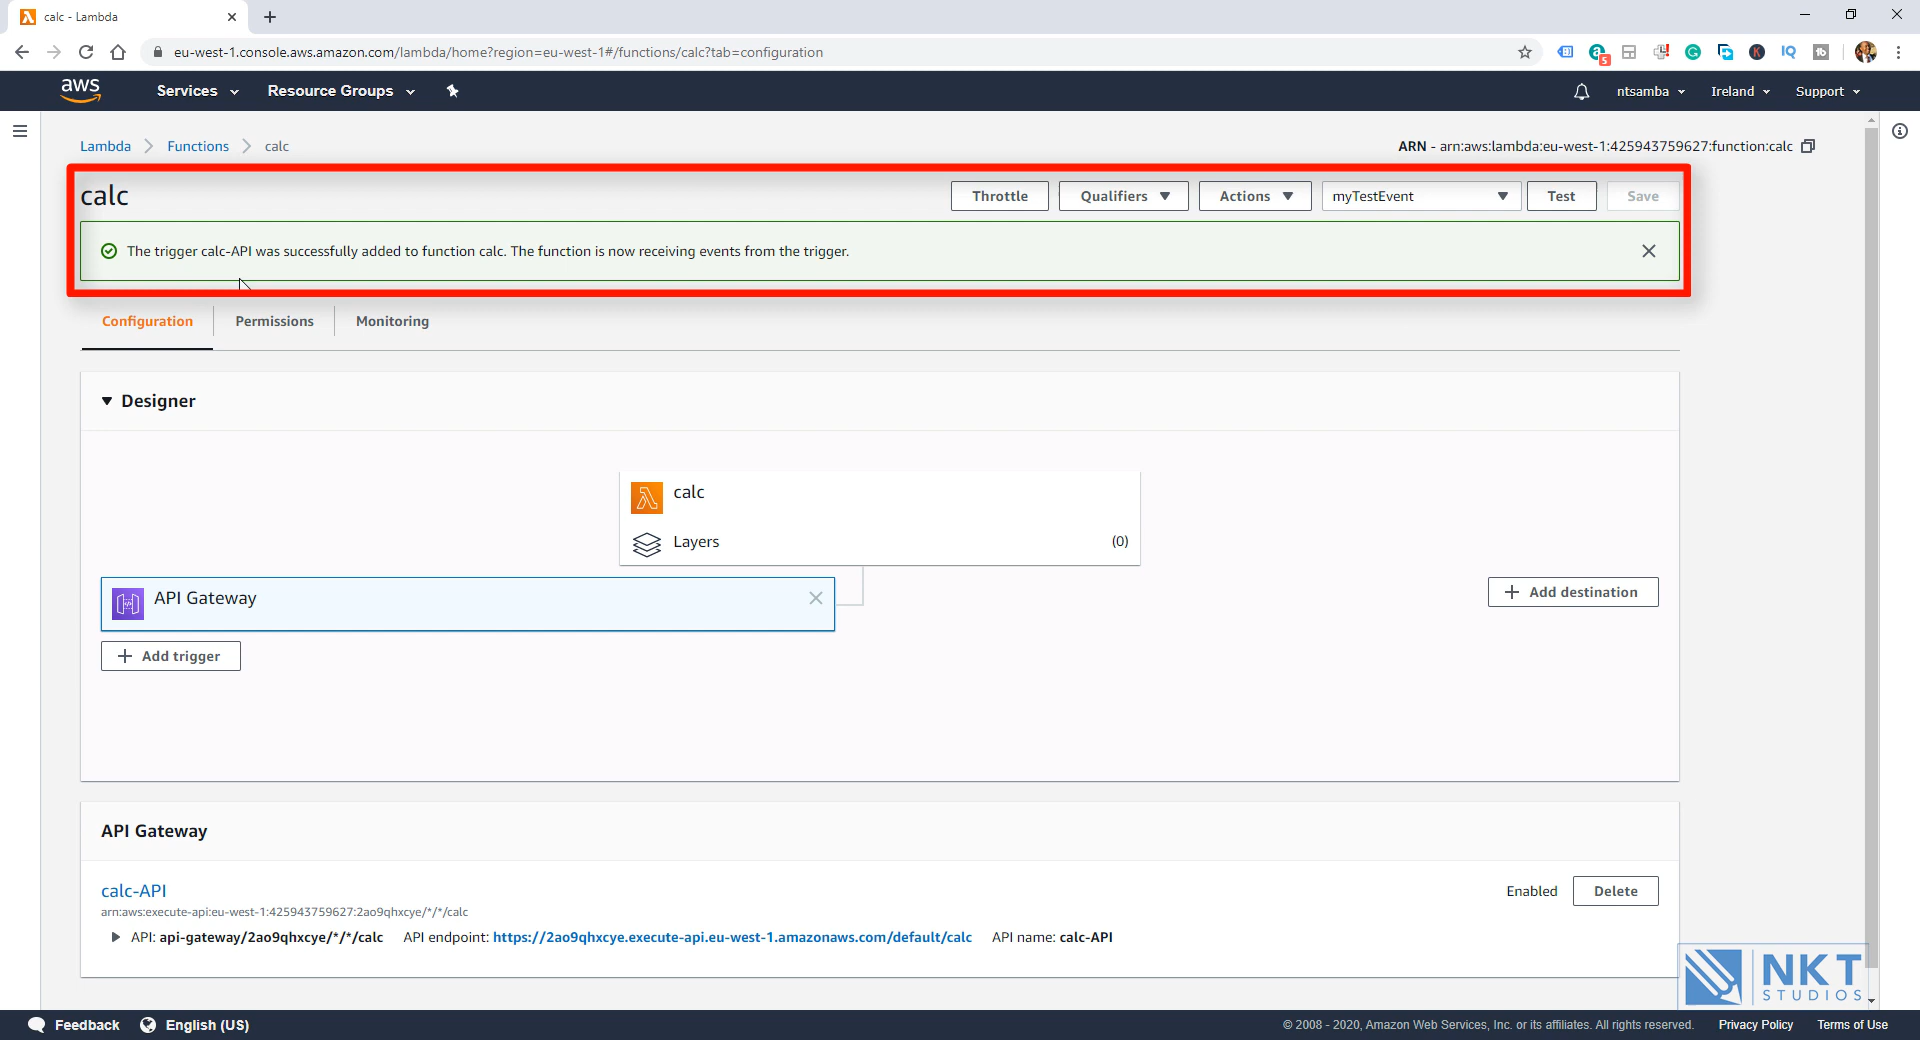 calc - Lambda
eu-west-1.console.aws.amazon.com/lambda/home?region=eu-west-1#/functions/calc?tab=configuration
5
K
IQ
tb
aws
Services
Resource Groups
ntsamba
Ireland
Support
Lambda
Functions
calc
ARN - arn:aws:lambda:eu-west-1:425943759627:function:calc
calc
Throttle
Qualifiers
Actions
myTestEvent
Test
Save
The trigger calc-API was successfully added to function calc. The function is now receiving events from the trigger.
Configuration
Permissions
Monitoring
Designer
calc
Layers
(0)
API Gateway
+ Add destination
+ Add trigger
API Gateway
calc-API
Enabled
Delete
arn:aws:execute-api:eu-west-1:425943759627:2ao9qhxcye/*/*/calc
API: api-gateway/2ao9qhxcye/*/*/calc API endpoint: https://2ao9qhxcye.execute-api.eu-west-1.amazonaws.com/default/calc API name: calc-API
NKT
STUDIOS
Feedback
English (US)
© 2008 - 2020, Amazon Web Services, Inc. or its affiliates. All rights reserved.
Privacy Policy
Terms of Use